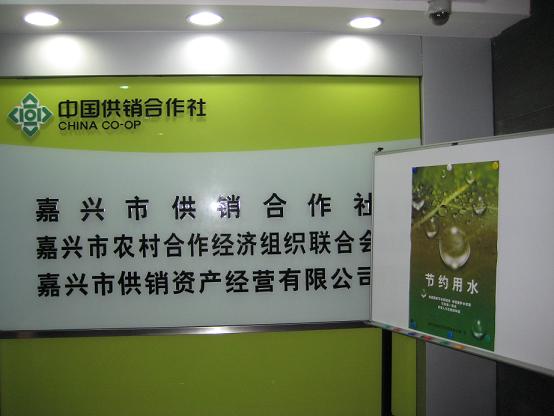 中国供销合作社
CHINA CO-OP
嘉兴市供销合作社
嘉兴市农村合作经济组织联合会
嘉兴市供销资产经营有限公司
节约用水